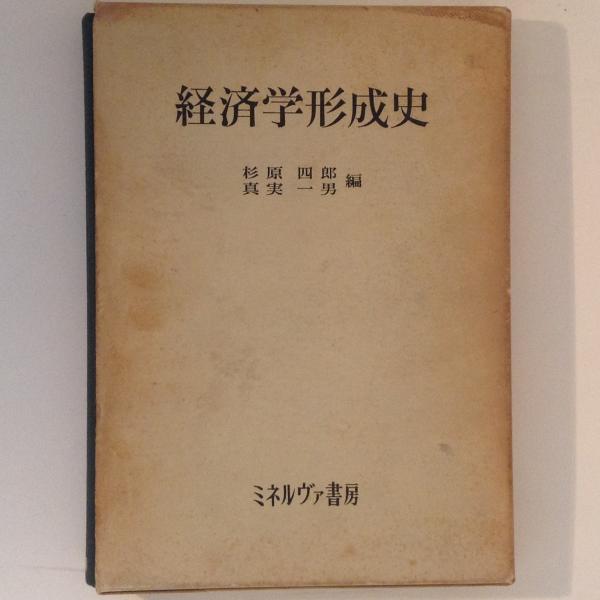 経済学形成史
杉原四郎
真実一男 編
ミネルヴァ書房